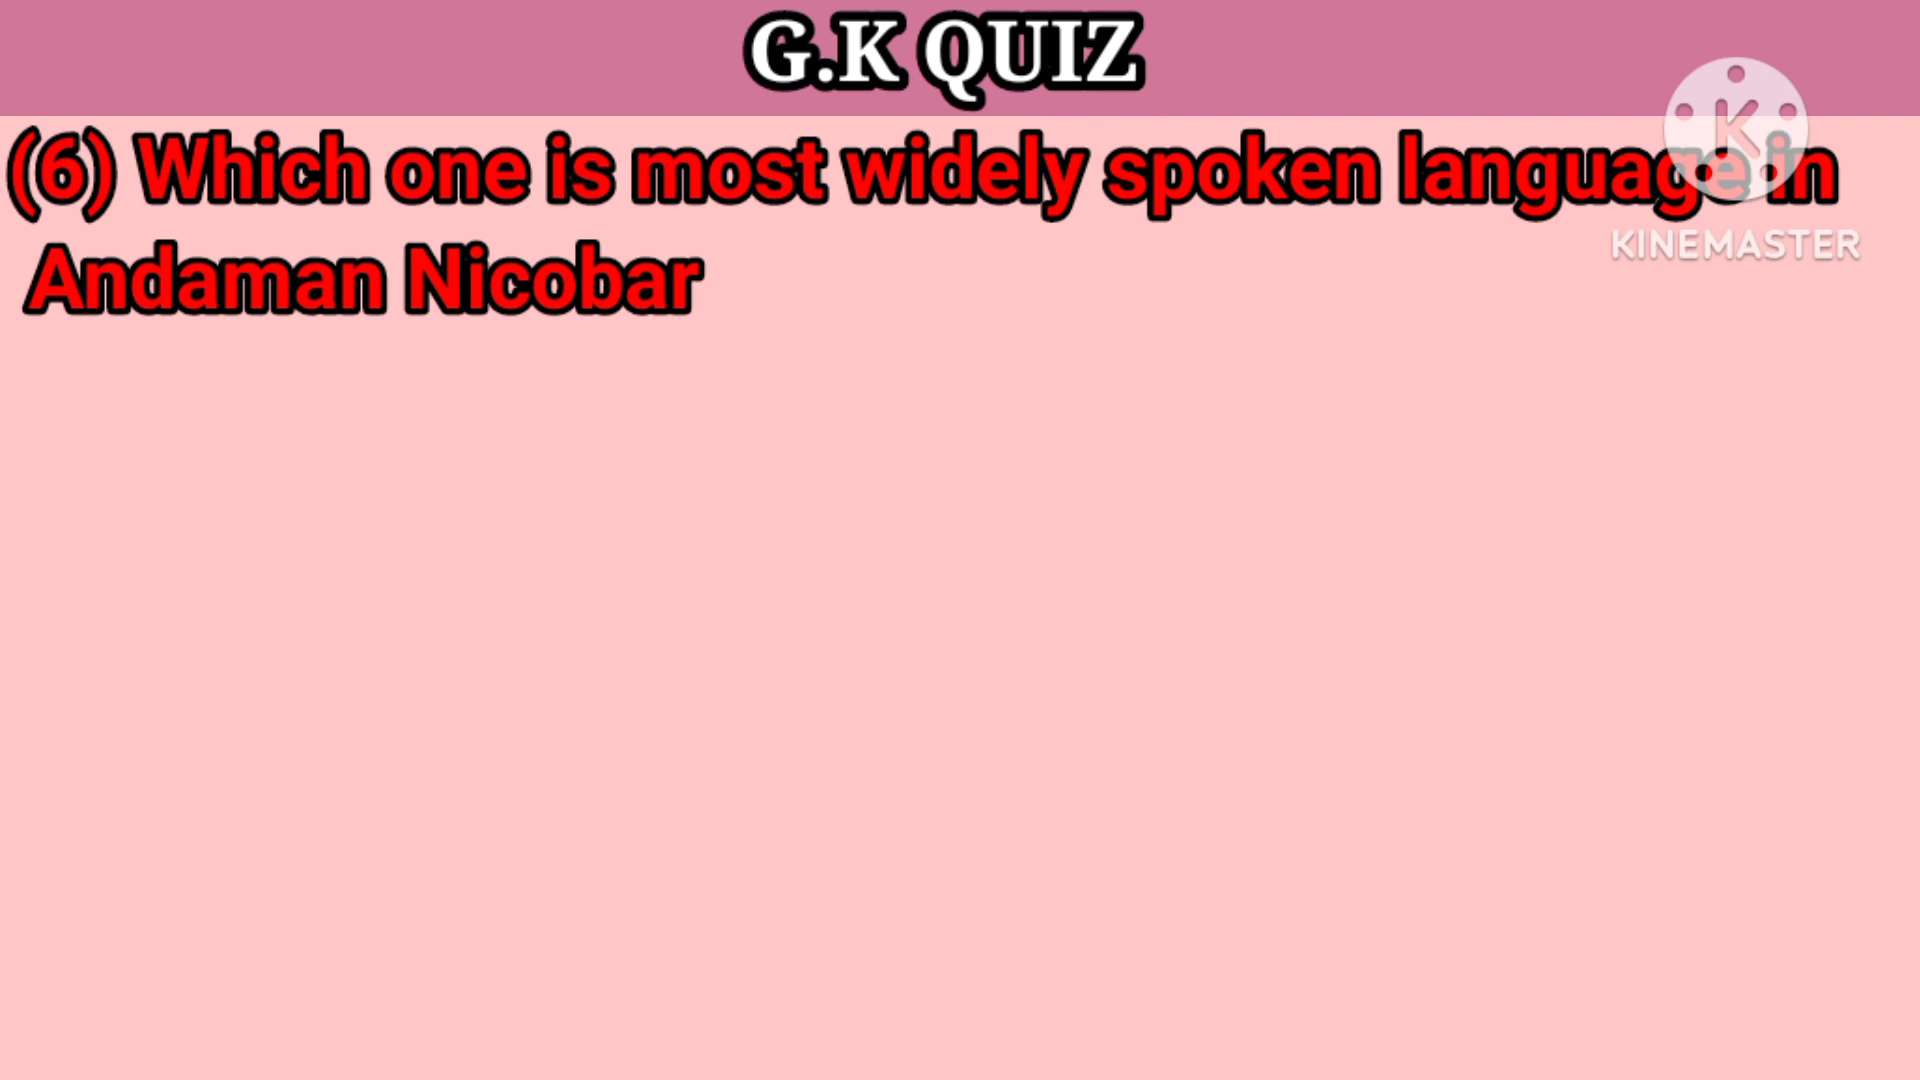 G.K QUIZ
(6) Which one is most widely spoken language in
Andaman Nicobar
K
KINEMASTER